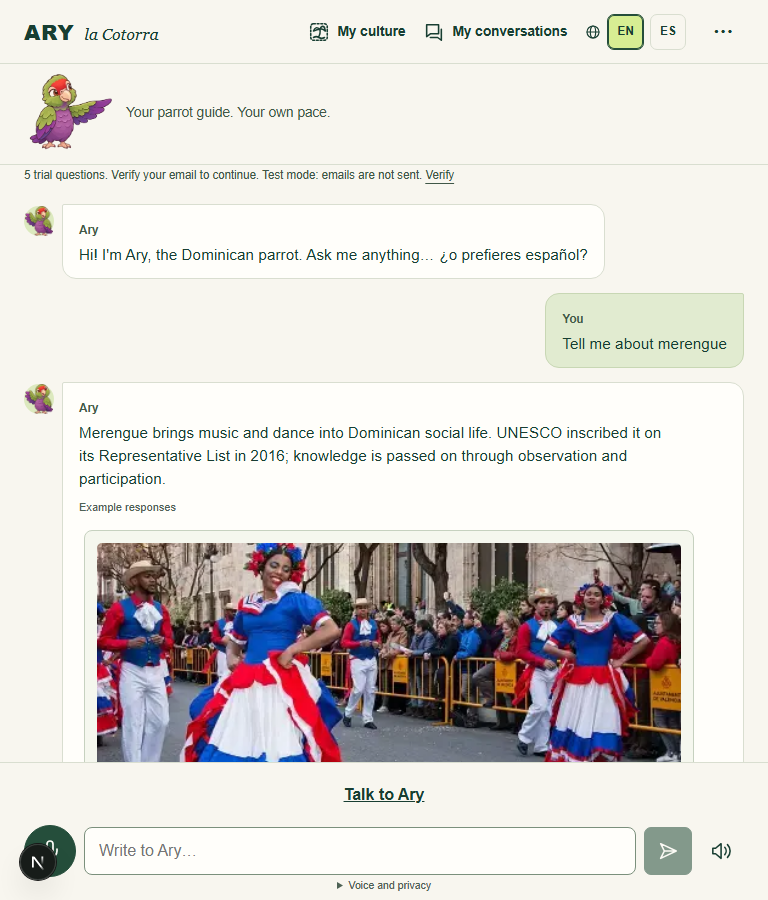 ARY la Cotorra
My culture
My conversations
EN
ES
Your parrot guide. Your own pace.
5 trial questions. Verify your email to continue. Test mode: emails are not sent. Verify
Ary
Hi! I'm Ary, the Dominican parrot. Ask me anything… ¿o prefieres español?
You
Tell me about merengue
Ary
Merengue brings music and dance into Dominican social life. UNESCO inscribed it on
its Representative List in 2016; knowledge is passed on through observation and
participation.
Example responses
Talk to Ary
N
Write to Ary…
Voice and privacy